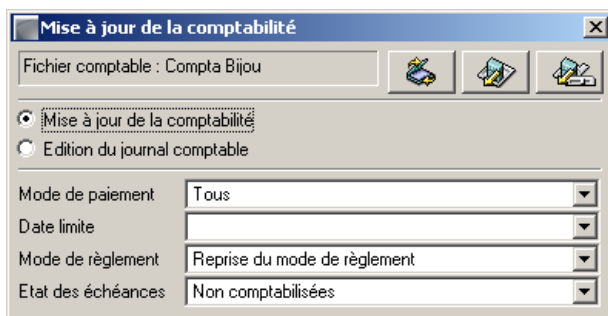 Mise à jour de la comptabilité
Fichier comptable : Compta Bijou
Mise à jour de la comptabilité
Edition du journal comptable
Mode de paiement Tous
Date limite
Mode de règlement Reprise du mode de règlement
Etat des échéances Non comptabilisées